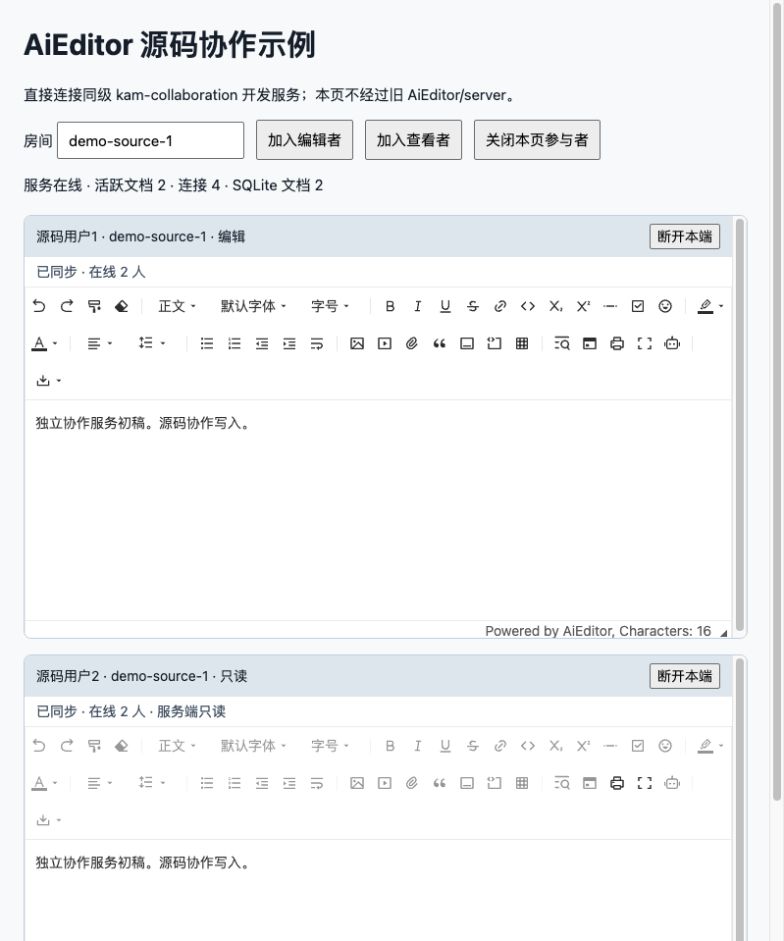 AiEditor 源码协作示例
直接连接同级 kam-collaboration 开发服务；本页不经过旧 AiEditor/server。
房间 demo-source-1 加入编辑者 加入查看者 关闭本页参与者
服务在线 · 活跃文档 2 · 连接 4 · SQLite 文档 2
源码用户1 · demo-source-1 · 编辑 断开本端
已同步 · 在线 2 人
正文 默认字体 字号 B I U S X₂ X²
A
独立协作服务初稿。源码协作写入。
Powered by AiEditor, Characters: 16
源码用户2 · demo-source-1 · 只读 断开本端
已同步 · 在线 2 人 · 服务端只读
正文 默认字体 字号 B I U S X₂ X²
A
独立协作服务初稿。源码协作写入。